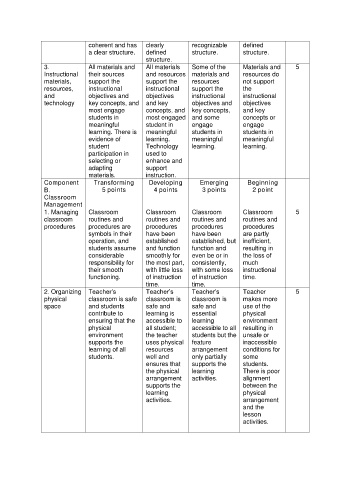 coherent and has
a clear structure.
clearly
defined
structure.
recognizable
structure.
defined
structure.
3.
Instructional
materials,
resources,
and
technology
All materials and
their sources
support the
instructional
objectives and
key concepts, and
most engage
students in
meaningful
learning. There is
evidence of
student
participation in
selecting or
adapting
materials.
All materials
and resources
support the
instructional
objectives
and key
concepts, and
most engaged
student in
meaningful
learning.
Technology
used to
enhance and
support
instruction.
Some of the
materials and
resources
support the
instructional
objectives
and key
concepts,
and some
engage
students in
meaningful
learning
Materials and
resources do
not support
the
instructional
objectives
and key
concepts or
engage
students in
meaningful
learning.
5
Component
B.
Classroom
Management
Transforming
5 points
Developing
4 points
Emerging
3 points
Beginning
2 point
1. Managing
classroom
procedures
Classroom
routines and
procedures are
symbols in their
operation, and
students assume
considerable
responsibility for
their smooth
functioning.
Classroom
routines and
procedures
have been
established
and function
smoothly for
the most part,
with little loss
of instruction
time.
Classroom
routines and
procedures
have been
established, but
function and
even be or in
consistently,
with some loss
of instruction
time.
Classroom
routines and
procedures
are partly
inefficient,
resulting in
the loss of
much
instructional
time.
5
2. Organizing
physical
space
Teacher's
classroom is safe
and students
contribute to
ensuring that the
physical
environment
supports the
learning of all
students.
Teacher's
classroom is
safe and
learning is
accessible to
all student;
the teacher
uses physical
resources
well and
ensures that
the physical
arrangement
supports the
learning
activities.
Teacher's
classroom is
safe and
essential
learning
accessible to all
students but the
feature
arrangement
only partially
supports the
learning
activities.
Teacher
makes more
use of the
physical
environment
resulting in
unsafe or
inaccessible
conditions for
some
students.
There is poor
alignment
between the
physical
arrangement
and the
lesson
activities.
5